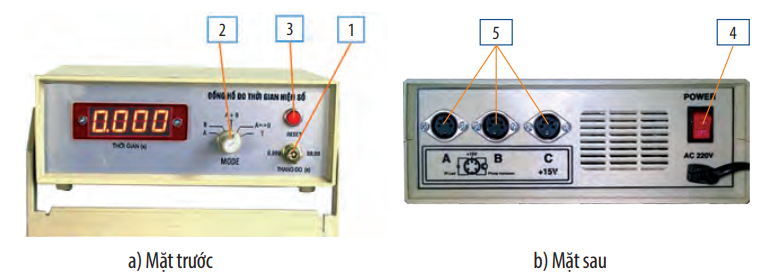 2
3
1
ĐỒNG HỒ ĐO THỜI GIAN HIỆN SỐ
0.000
THỜI GIAN (s)
A + B
B
A
A↔B
T
T
MODE
RESET
THANG ĐO (s)
a) Mặt trước
5
4
POWER
A
B
C
+15V
+15V
AC 220V
b) Mặt sau